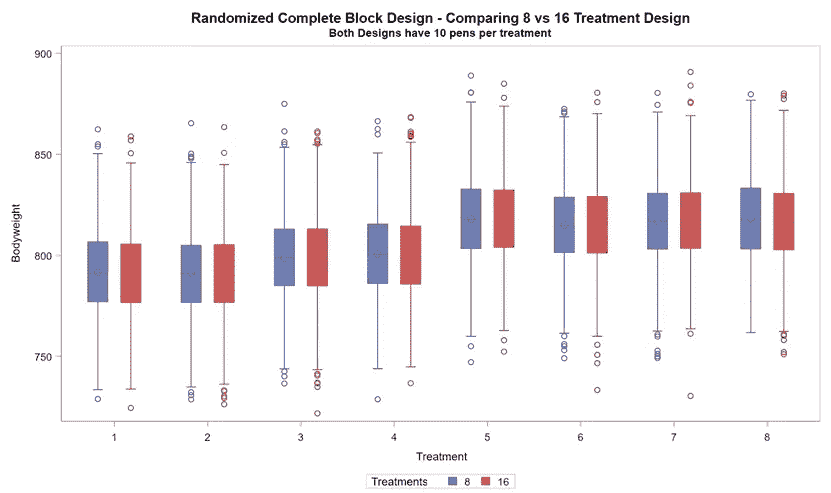 Randomized Complete Block Design - Comparing 8 vs 16 Treatment Design
Both Designs have 10 pens per treatment
900
850
800
750
Bodyweight
1 2 3 4 5 6 7 8
Treatment
Treatments 8 16